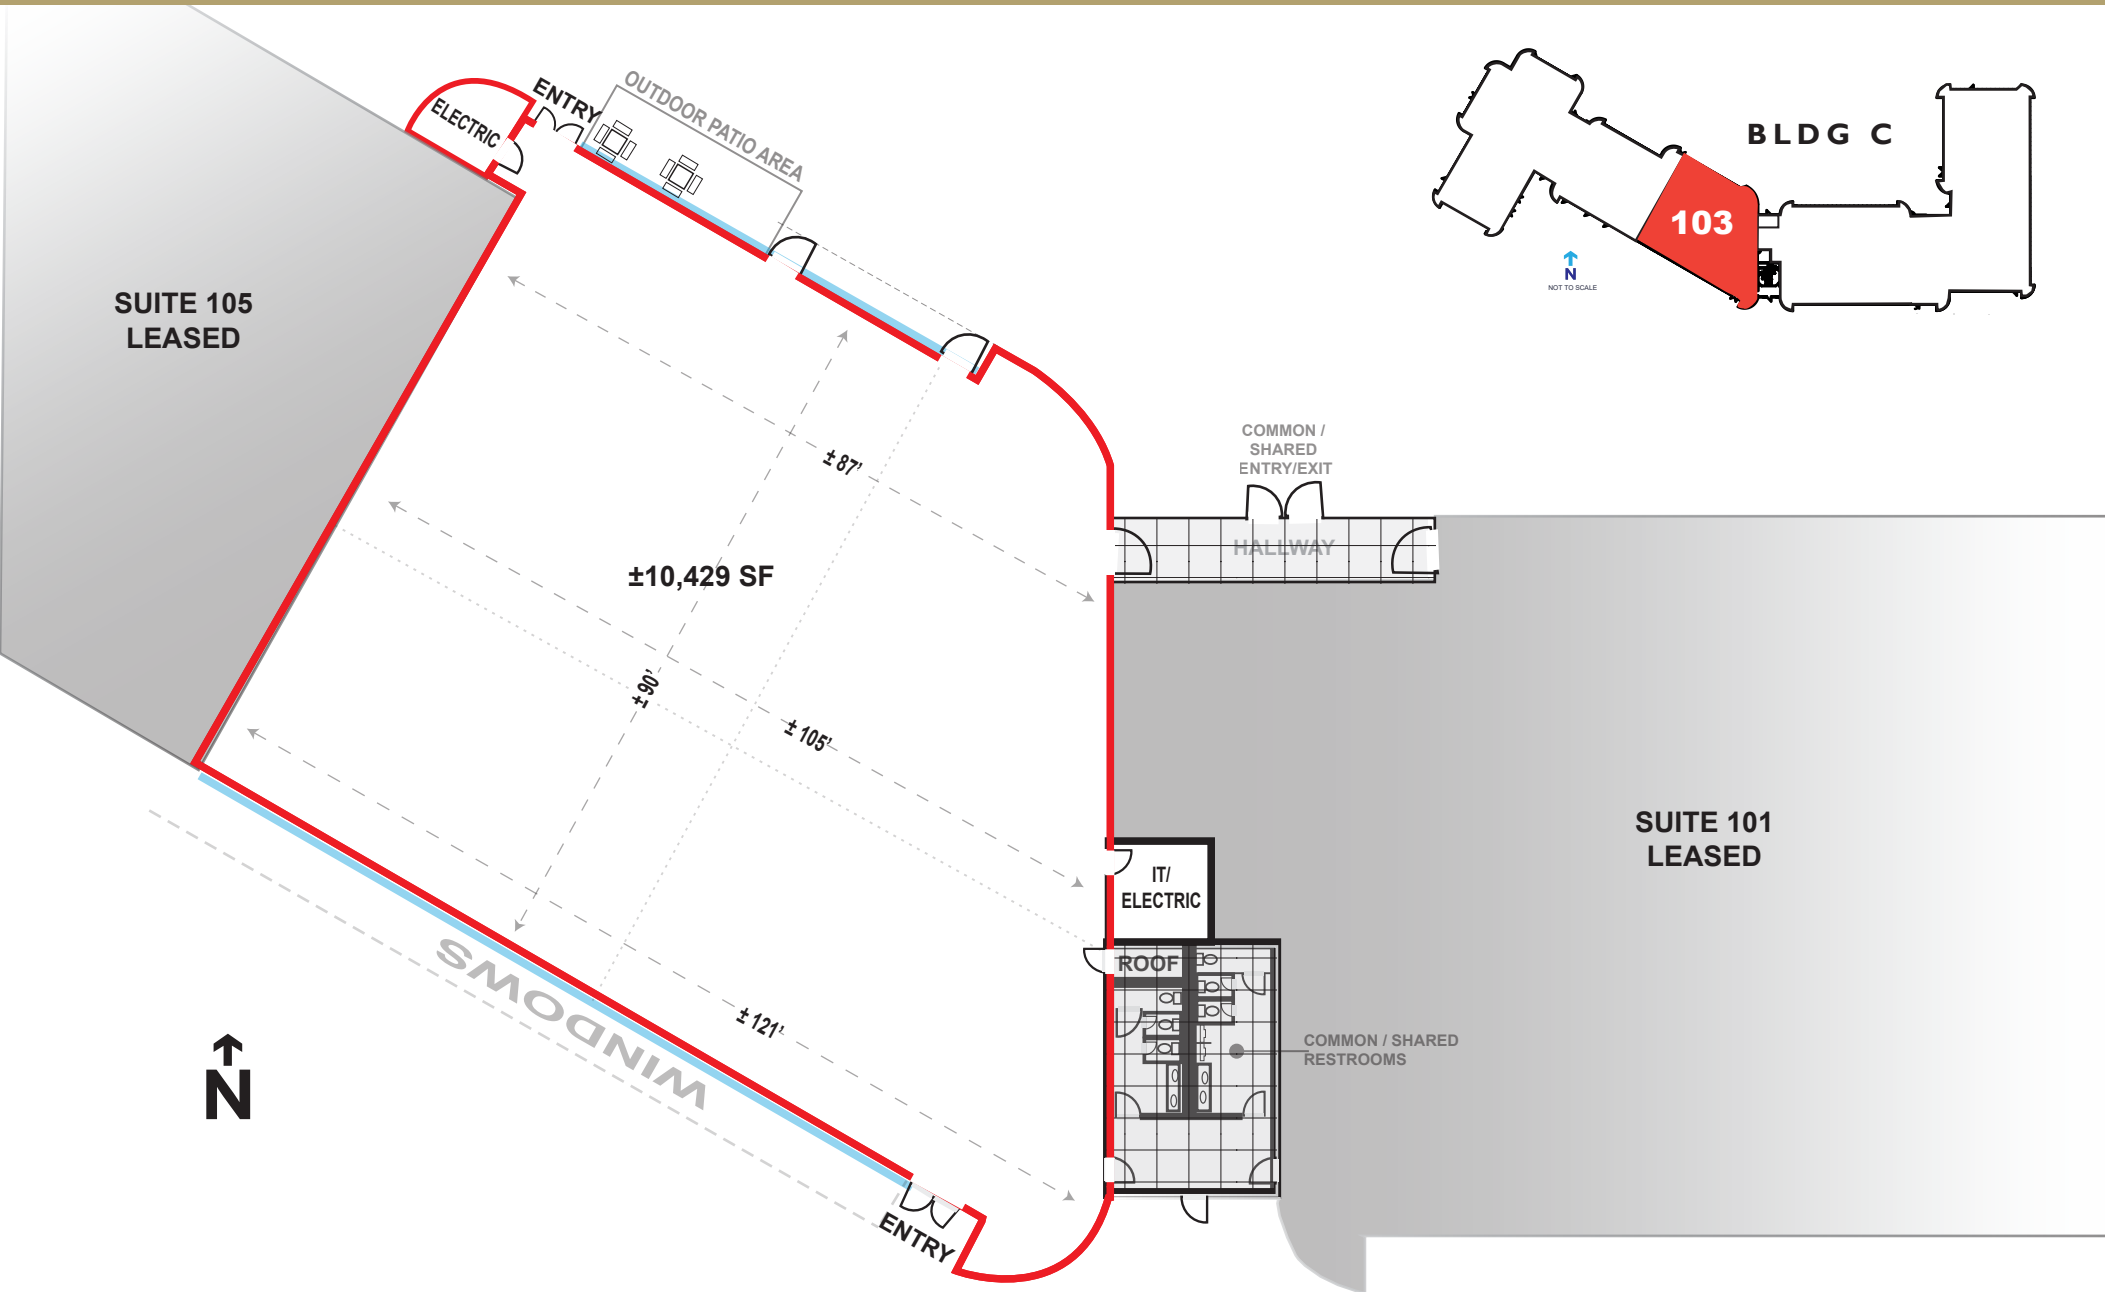 ELECTRIC
ENTRY
OUTDOOR PATIO AREA
BLDG C
103
N
NOT TO SCALE
SUITE 105
LEASED
± 87'
COMMON /
SHARED
ENTRY/EXIT
HALLWAY
±10,429 SF
±90'
± 105'
SUITE 101
LEASED
IT/
ELECTRIC
ROOF
WINDOWS
± 121'
COMMON / SHARED
RESTROOMS
N
ENTRY